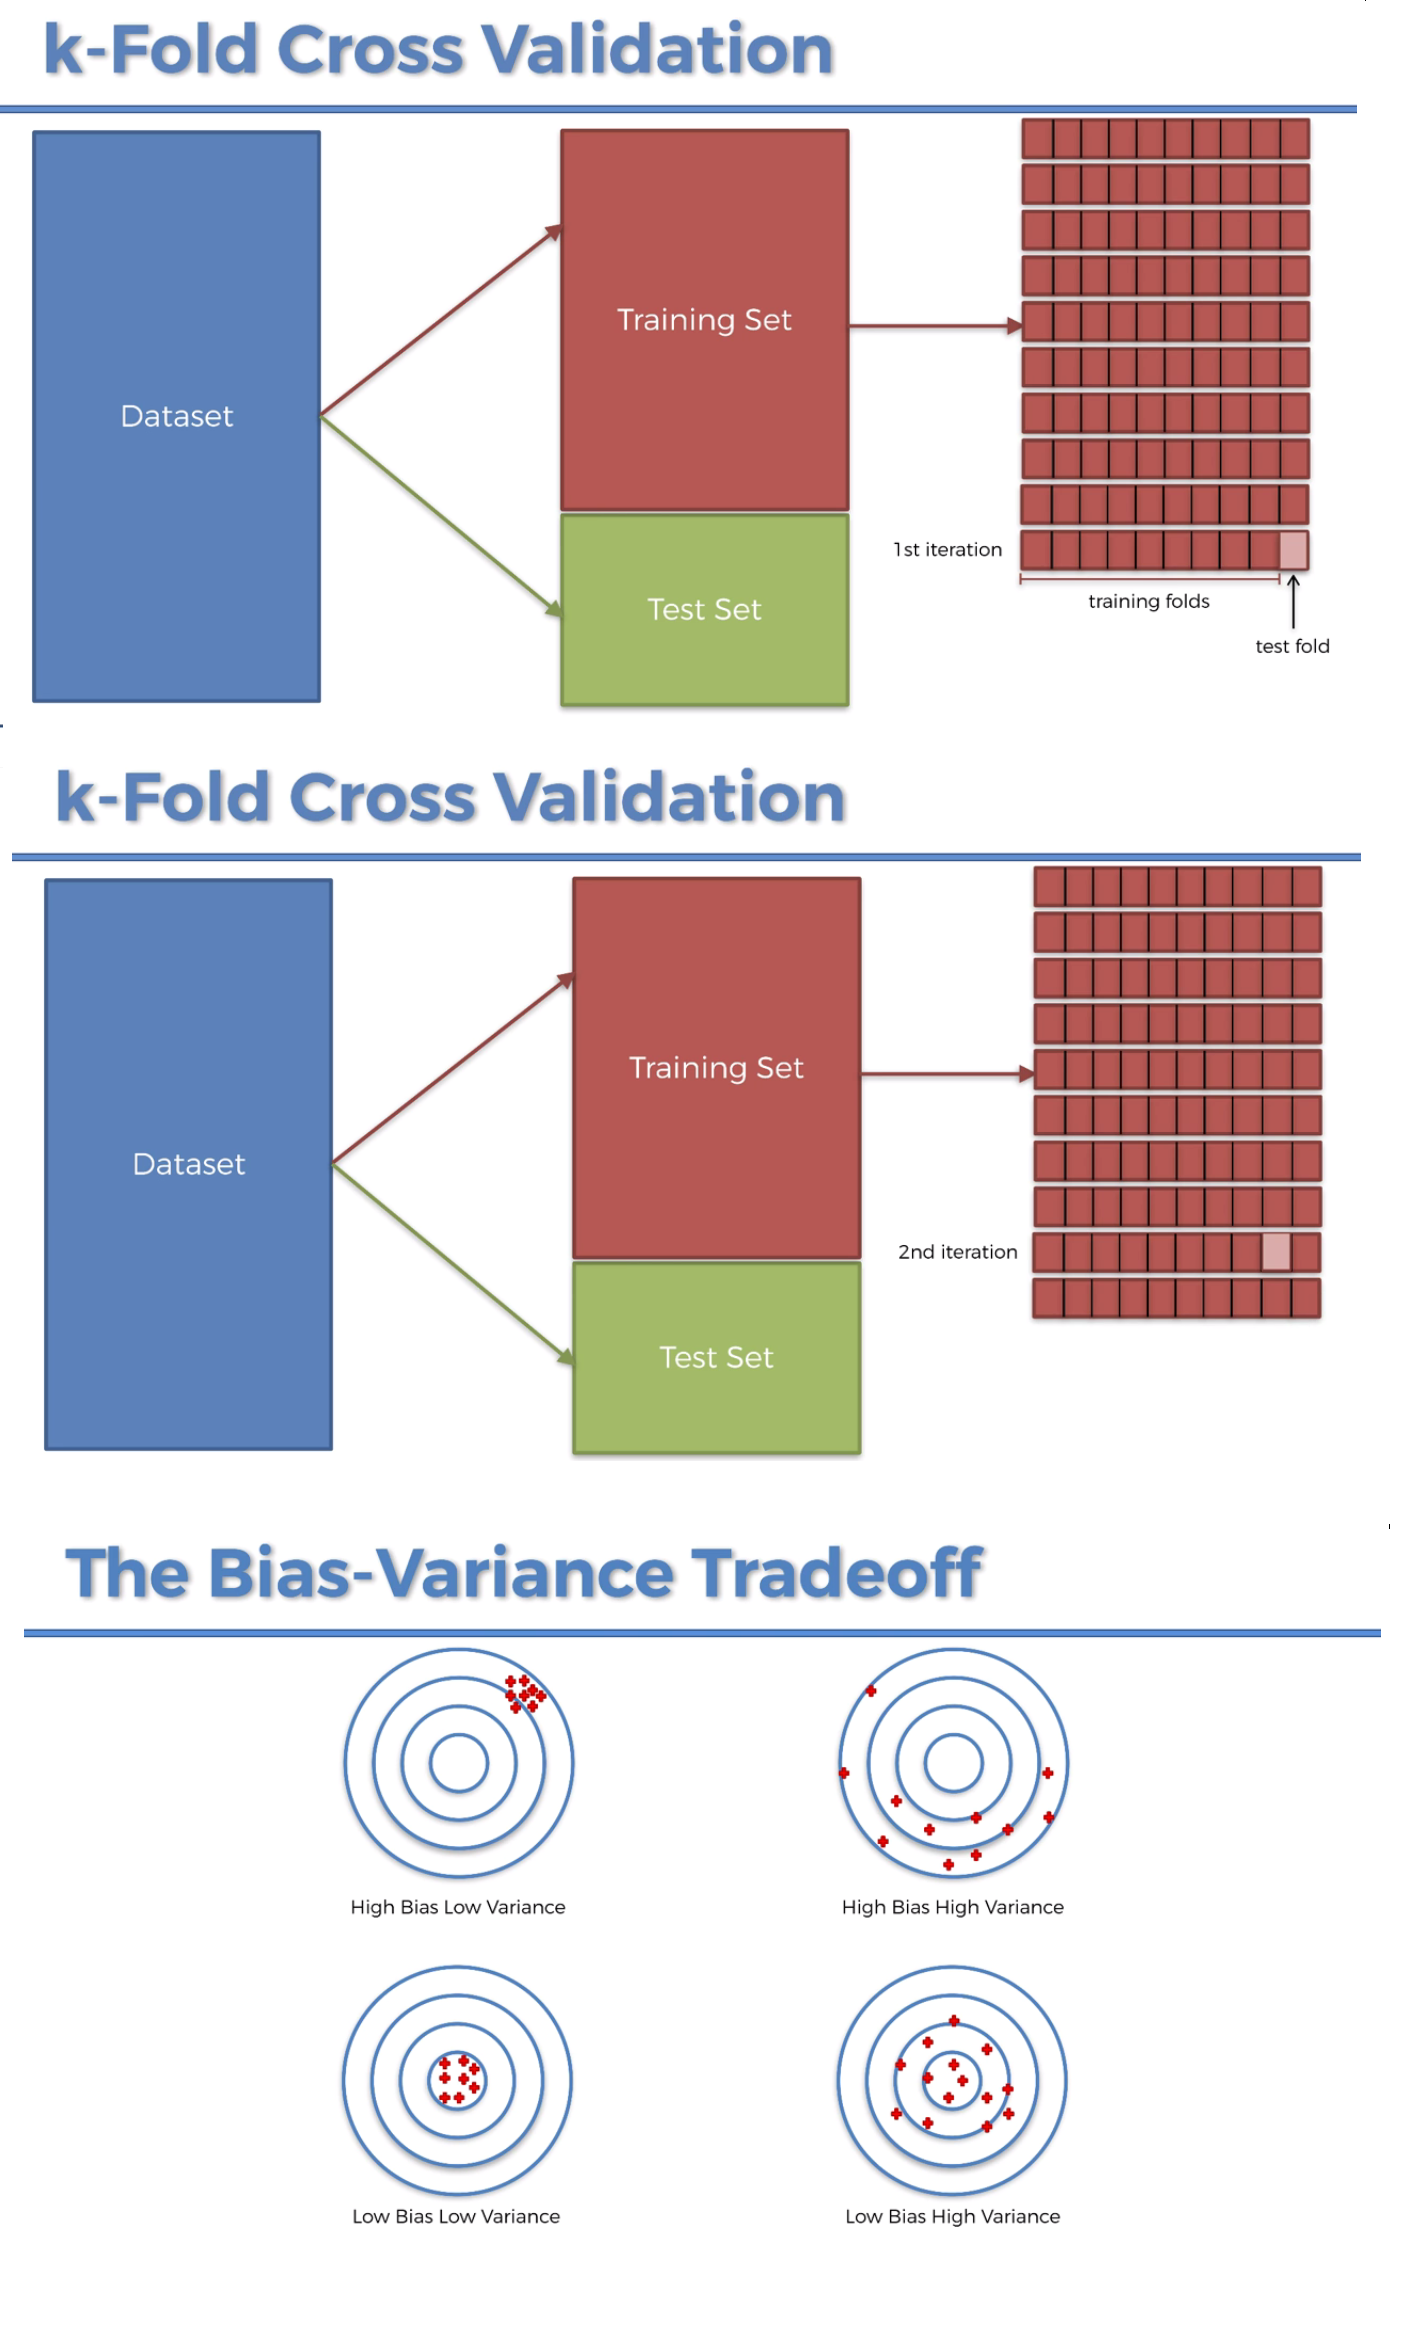 k-Fold Cross Validation
Dataset
Training Set
Test Set
1st iteration
training folds
test fold
k-Fold Cross Validation
Dataset
Training Set
Test Set
2nd iteration
The Bias-Variance Tradeoff
High Bias Low Variance
High Bias High Variance
Low Bias Low Variance
Low Bias High Variance